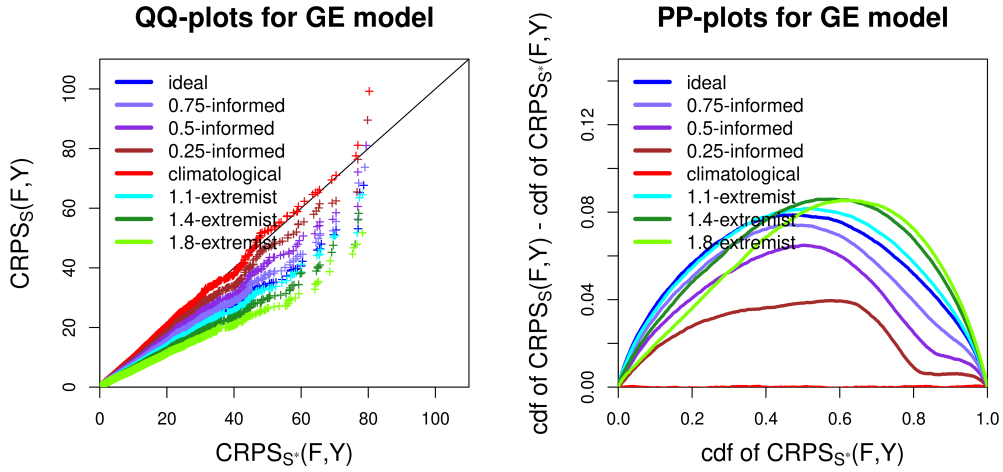 QQ-plots for GE model
CRPS_S(F,Y)
100
80
60
40
20
0
ideal
0.75-informed
0.5-informed
0.25-informed
climatological
1.1-extremist
1.4-extremist
1.8-extremist
0 20 40 60 80 100
CRPS_S*(F,Y)
PP-plots for GE model
cdf of CRPS_S(F,Y) - cdf of CRPS_S*(F,Y)
0.12
0.08
0.04
0.00
ideal
0.75-informed
0.5-informed
0.25-informed
climatological
1.1-extremist
1.4-extremist
1.8-extremist
0.0 0.2 0.4 0.6 0.8 1.0
cdf of CRPS_S*(F,Y)